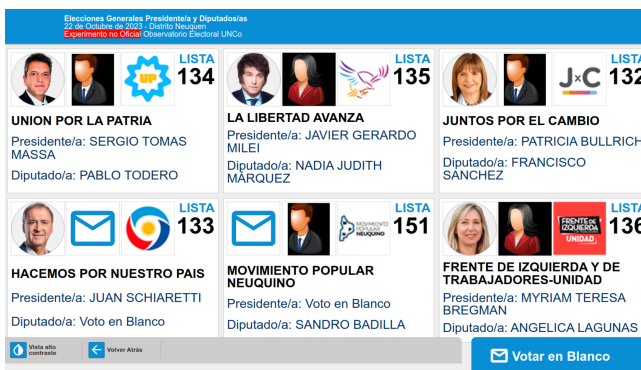 Elecciones Generales Presidente/a y Diputados/as
22 de Octubre de 2023 - Distrito Neuquen
Experimento no Oficial Observatorio Electoral UNCo
LISTA
134
UP
UNION POR LA PATRIA
Presidente/a: SERGIO TOMAS
MASSA
Diputado/a: PABLO TODERO
LISTA
135
LA LIBERTAD AVANZA
Presidente/a: JAVIER GERARDO
MILEI
Diputado/a: NADIA JUDITH
MÁRQUEZ
LISTA
132
JxC
JUNTOS POR EL CAMBIO
Presidente/a: PATRICIA BULLRICH
Diputado/a: FRANCISCO
SANCHEZ
LISTA
133
HACEMOS POR NUESTRO PAIS
Presidente/a: JUAN SCHIARETTI
Diputado/a: Voto en Blanco
LISTA
151
MOVIMIENTO
POPULAR
NEUQUINO
MOVIMIENTO POPULAR
NEUQUINO
Presidente/a: Voto en Blanco
Diputado/a: SANDRO BADILLA
LISTA
136
FRENTE DE
IZQUIERDA
UNIDAD
FRENTE DE IZQUIERDA Y DE
TRABAJADORES-UNIDAD
Presidente/a: MYRIAM TERESA
BREGMAN
Diputado/a: ANGELICA LAGUNAS
Vista alto
contraste
Volver Atrás
Votar en Blanco